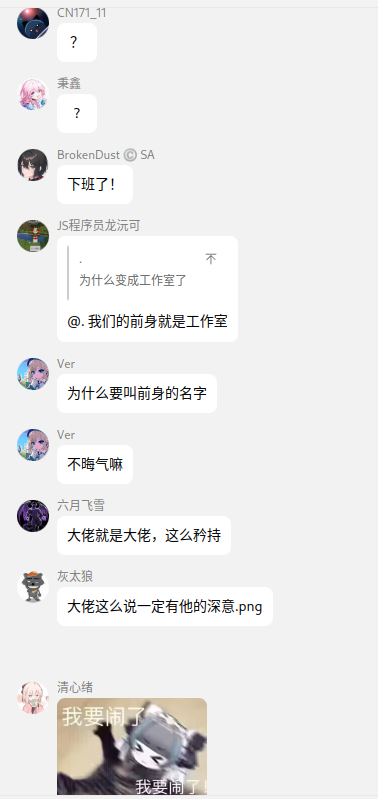 CN171_11
？
秉鑫
？
BrokenDust © SA
下班了！
JS程序员龙沅可
.
不
为什么变成工作室了
@. 我们的前身就是工作室
Ver
为什么要叫前身的名字
Ver
不晦气嘛
六月飞雪
大佬就是大佬，这么矜持
灰太狼
大佬这么说一定有他的深意.png
清心绪
我要闹了
我要闹了！